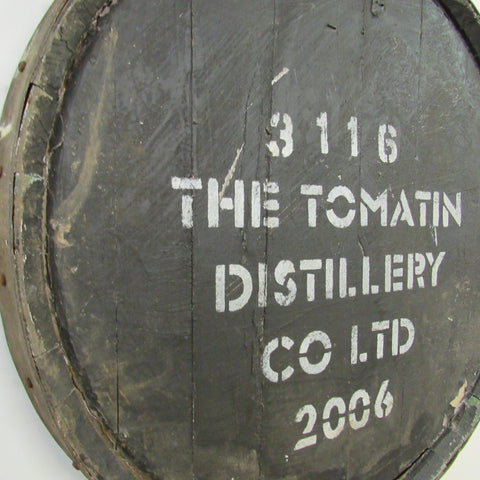 3116
THE TOMATIN
DISTILLERY
CO LTD
2006